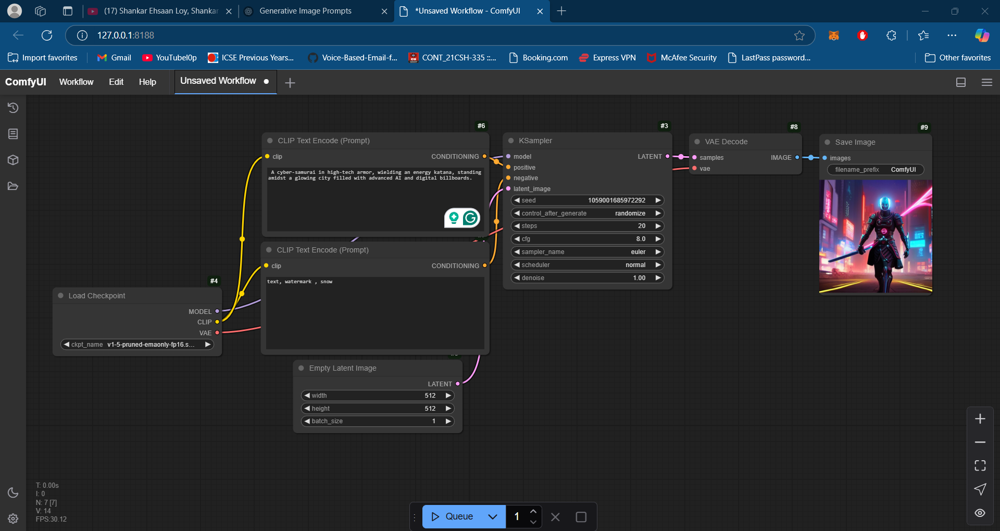 (17) Shankar Ehsaan Loy, Shankar
Generative Image Prompts
*Unsaved Workflow - ComfyUI
127.0.0.1:8188
Import favorites
Gmail
YouTubel0p
ICSE Previous Years...
Voice-Based-Email-f...
CONT_21CSH-335 ::...
Booking.com
Express VPN
McAfee Security
LastPass password...
Other favorites
ComfyUI
Workflow
Edit
Help
Unsaved Workflow
#6
CLIP Text Encode (Prompt)
clip
CONDITIONING
A cyber-samurai in high-tech armor, wielding an energy katana, standing
amidst a glowing city filled with advanced AI and digital billboards.
CLIP Text Encode (Prompt)
clip
CONDITIONING
text, watermark , snow
#4
Load Checkpoint
MODEL
CLIP
VAE
ckpt_name v1-5-pruned-emaonly-fp16.s...
Empty Latent Image
LATENT
width 512
height 512
batch_size 1
#3
KSampler
model
LATENT
positive
negative
latent_image
seed 1059001685972292
control_after_generate randomize
steps 20
cfg 8.0
sampler_name euler
scheduler normal
denoise 1.00
#8
VAE Decode
samples
IMAGE
vae
#9
Save Image
images
filename_prefix ComfyUI
T: 0.00s
I: 0
N: 7 [7]
V: 14
FPS:30.12
Queue
1